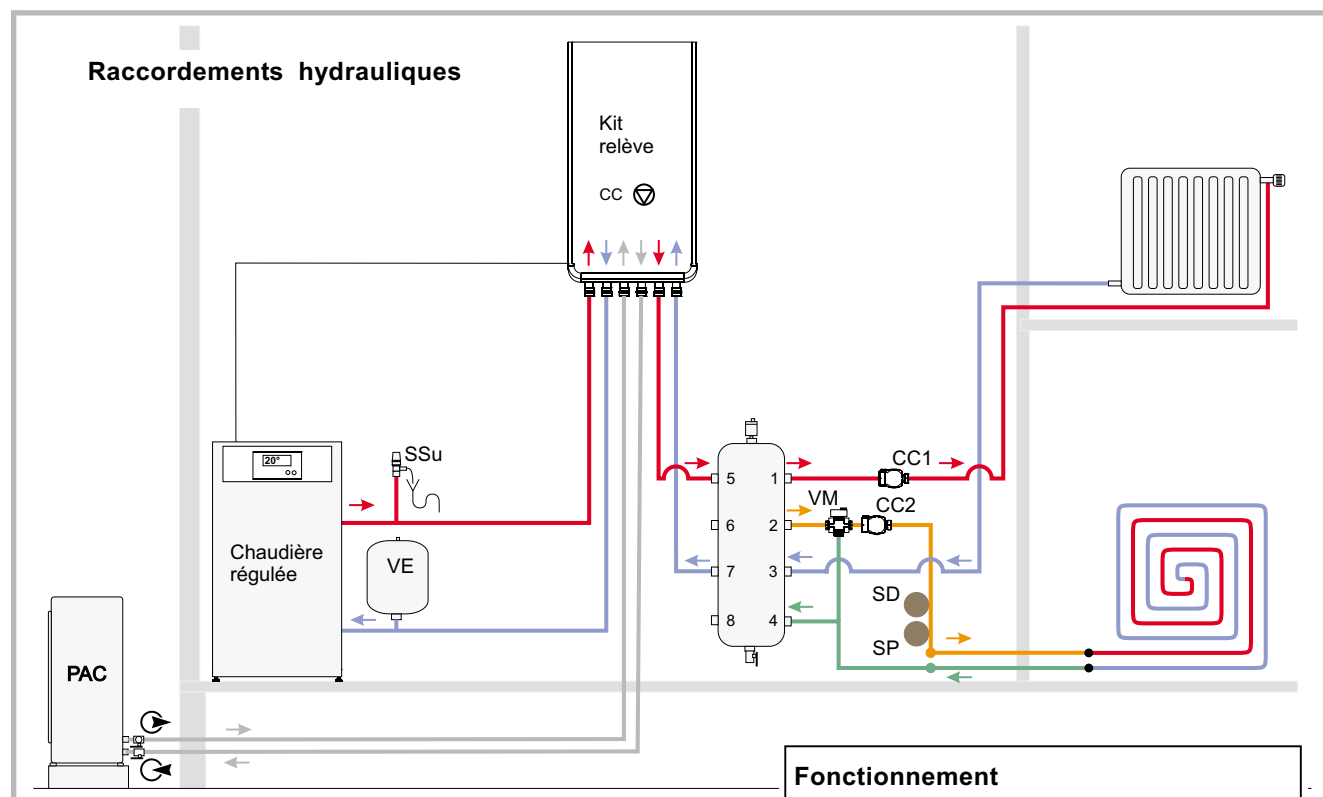 Raccordements hydrauliques
Kit
relève
CC
SSu
CC1
5
1
VM
CC2
20°
6
2
Chaudière
régulée
VE
7
3
SD
8
4
SP
PAC
Fonctionnement